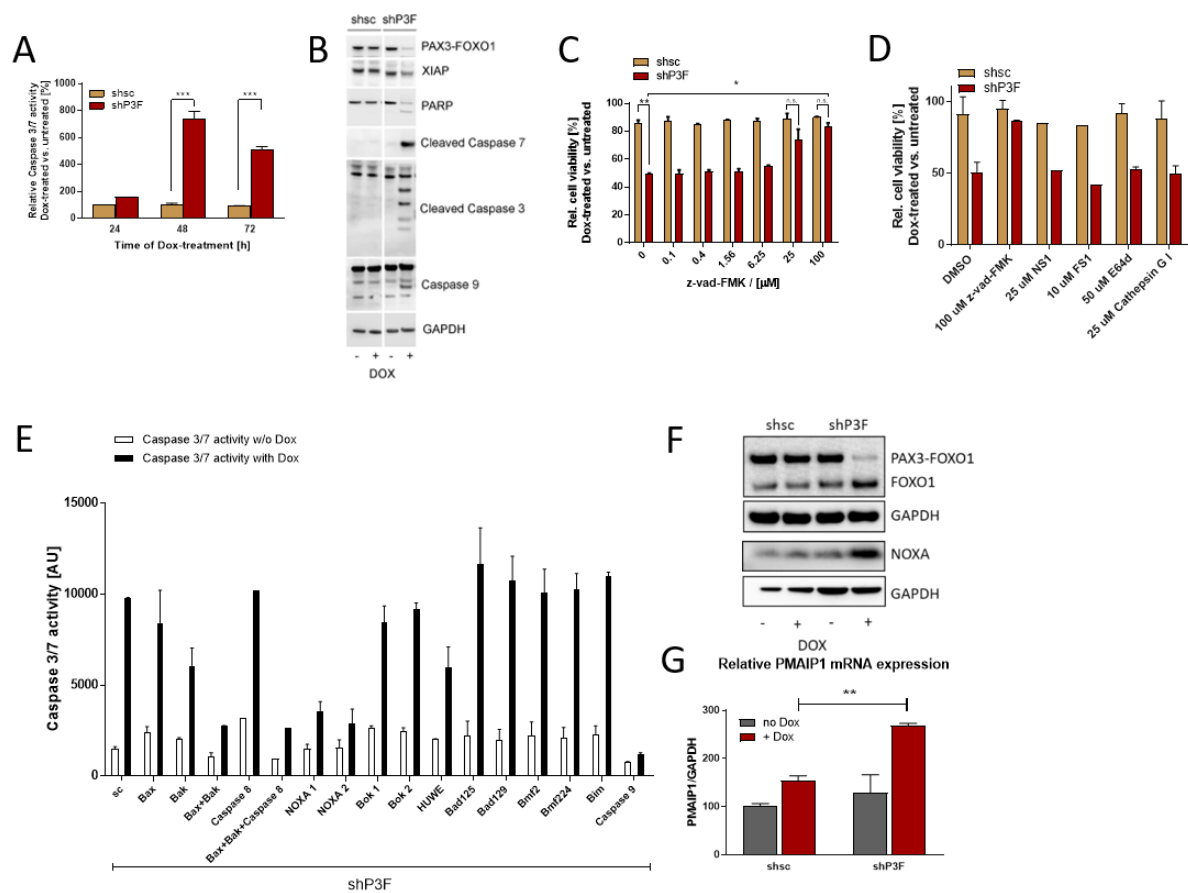 A
shsc
shP3F
Relative Caspase 3/7 activity
Dox-treated vs. untreated [%]
1000
800
600
400
200
0
***
***
24
48
72
Time of Dox-treatment [h]
B
shsc shP3F
PAX3-FOXO1
XIAP
PARP
Cleaved Caspase 7
Cleaved Caspase 3
Caspase 9
GAPDH
- + - +
DOX
C
shsc
shP3F
Rel. cell viability [%]
Dox-treated vs. untreated
100
80
60
40
20
0
*
**
n.s.
n.s.
0
0.1
0.4
1.56
6.25
25
100
z-vad-FMK / [µM]
D
shsc
shP3F
Rel. cell viability [%]
Dox-treated vs. untreated
100
50
0
DMSO
100 uM z-vad-FMK
25 uM NS1
10 uM FS1
50 uM E64d
25 uM Cathepsin G I
E
Caspase 3/7 activity w/o Dox
Caspase 3/7 activity with Dox
Caspase 3/7 activity [AU]
15000
10000
5000
0
sc
Bax
Bak
Bax+Bak
Caspase 8
Bax+Bak+Caspase 8
NOXA 1
NOXA 2
Bok 1
Bok 2
HUWE
Bad125
Bad129
Bmf2
Bmf224
Bim
Caspase 9
shP3F
F
shsc shP3F
PAX3-FOXO1
FOXO1
GAPDH
NOXA
GAPDH
- + - +
DOX
G
Relative PMAIP1 mRNA expression
no Dox
+ Dox
**
PMAIP1/GAPDH
300
200
100
0
shsc
shP3F